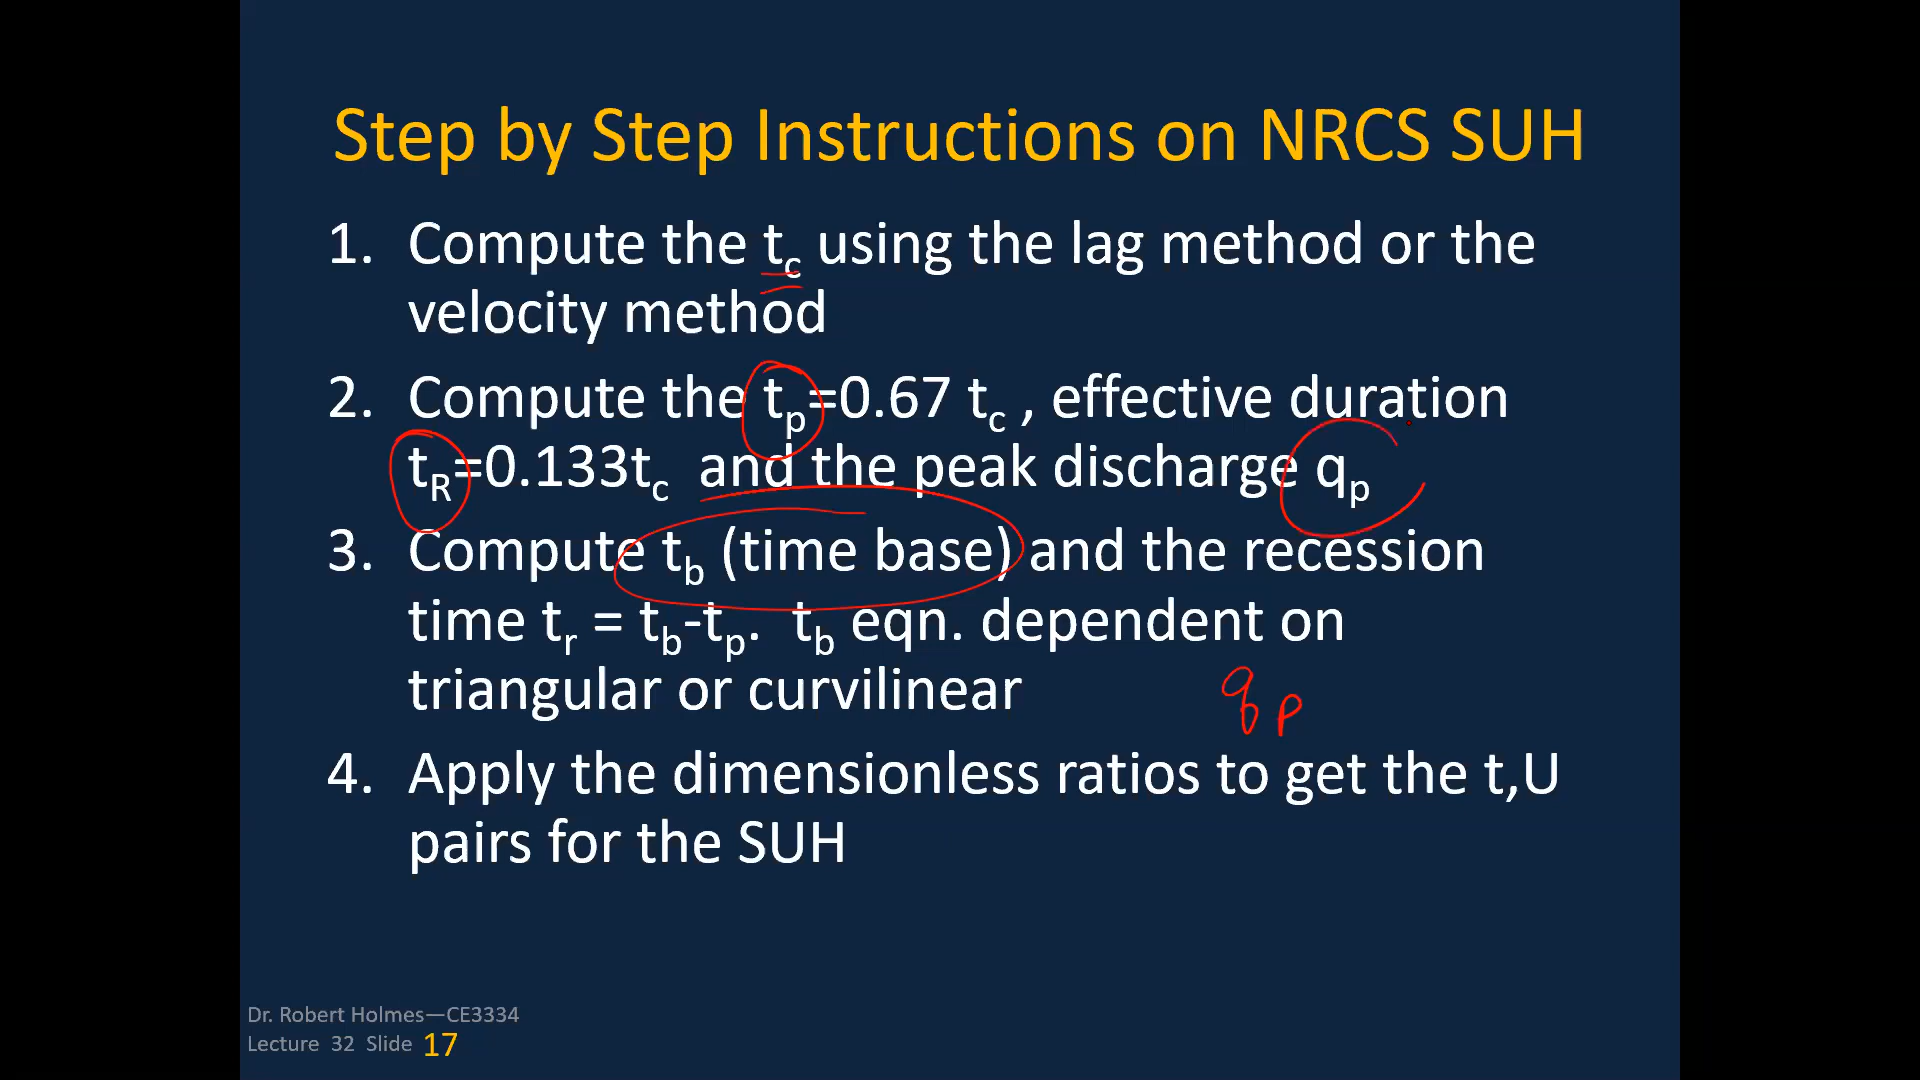 Step by Step Instructions on NRCS SUH
1. Compute the tc using the lag method or the
velocity method
2. Compute the tp=0.67 tc , effective duration
tR=0.133tc and the peak discharge qp
3. Compute tb (time base) and the recession
time tr = tb-tp. tb eqn. dependent on
triangular or curvilinear
qp
4. Apply the dimensionless ratios to get the t,U
pairs for the SUH
Dr. Robert Holmes—CE3334
Lecture 32 Slide 17